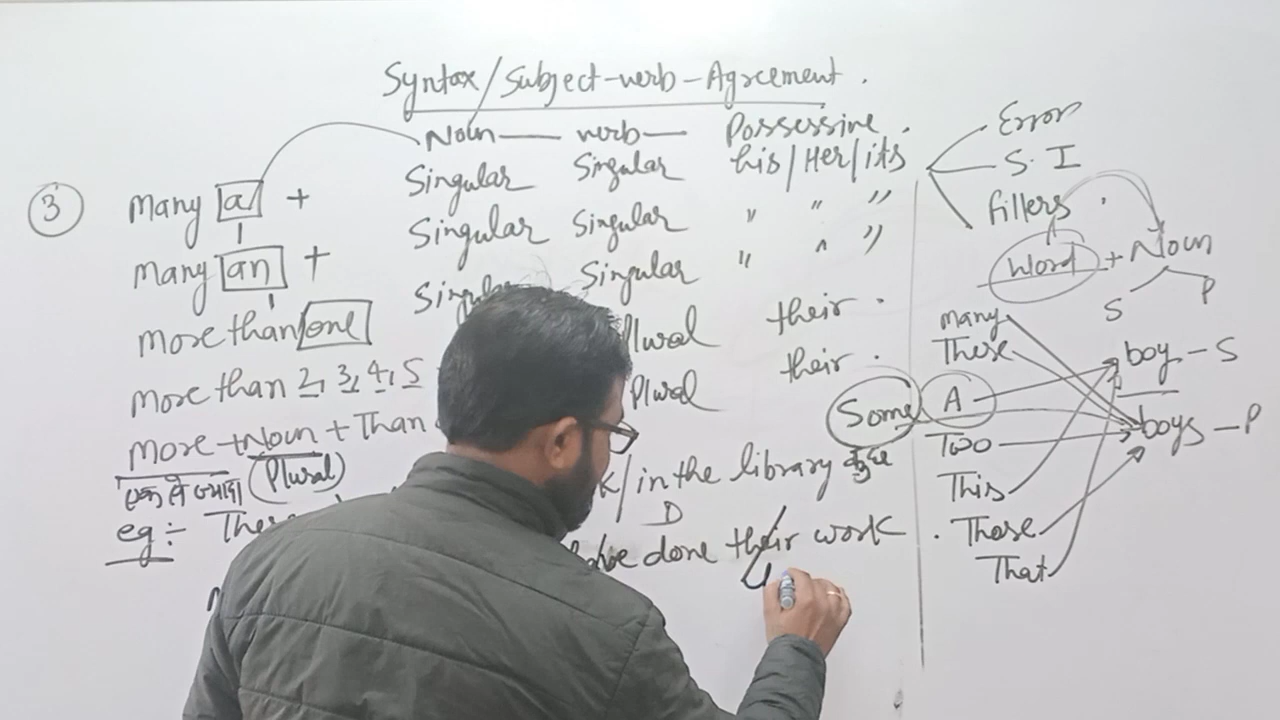 Syntax/Subject-verb-Agreement.
Noun — verb — Possessive.
③ Many a + Singular Singular his/Her/its
Many an + Singular Singular " " "
More than one Singular " " "
More than 2, 3, 4, 5 Plural their.
More + Noun + Than Plural their.
एक से ज्यादा (Plural) /in the library
D
eg:- done their work.
Error
S.I
fillers.
Word + Noun
S P
Many
These boy - S
Some A
Two boys - P
This
Those
That